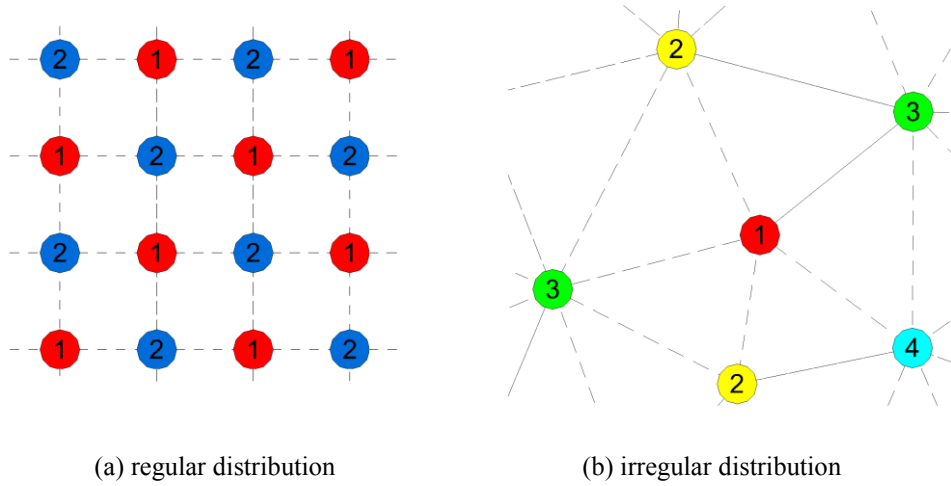 2 1 2 1
1 2 1 2
2 1 2 1
1 2 1 2
2
3
1
3
4
2
(a) regular distribution
(b) irregular distribution